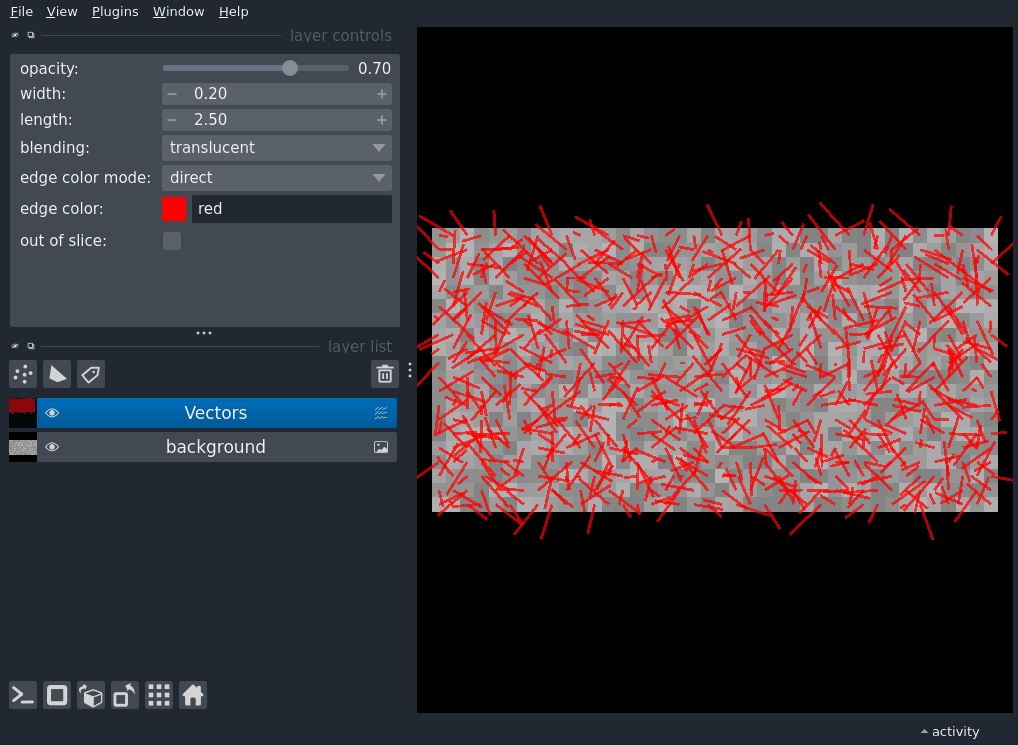 File View Plugins Window Help
layer controls
opacity: 0.70
width: − 0.20 +
length: − 2.50 +
blending: translucent
edge color mode: direct
edge color: red
out of slice:
layer list
Vectors
background
activity